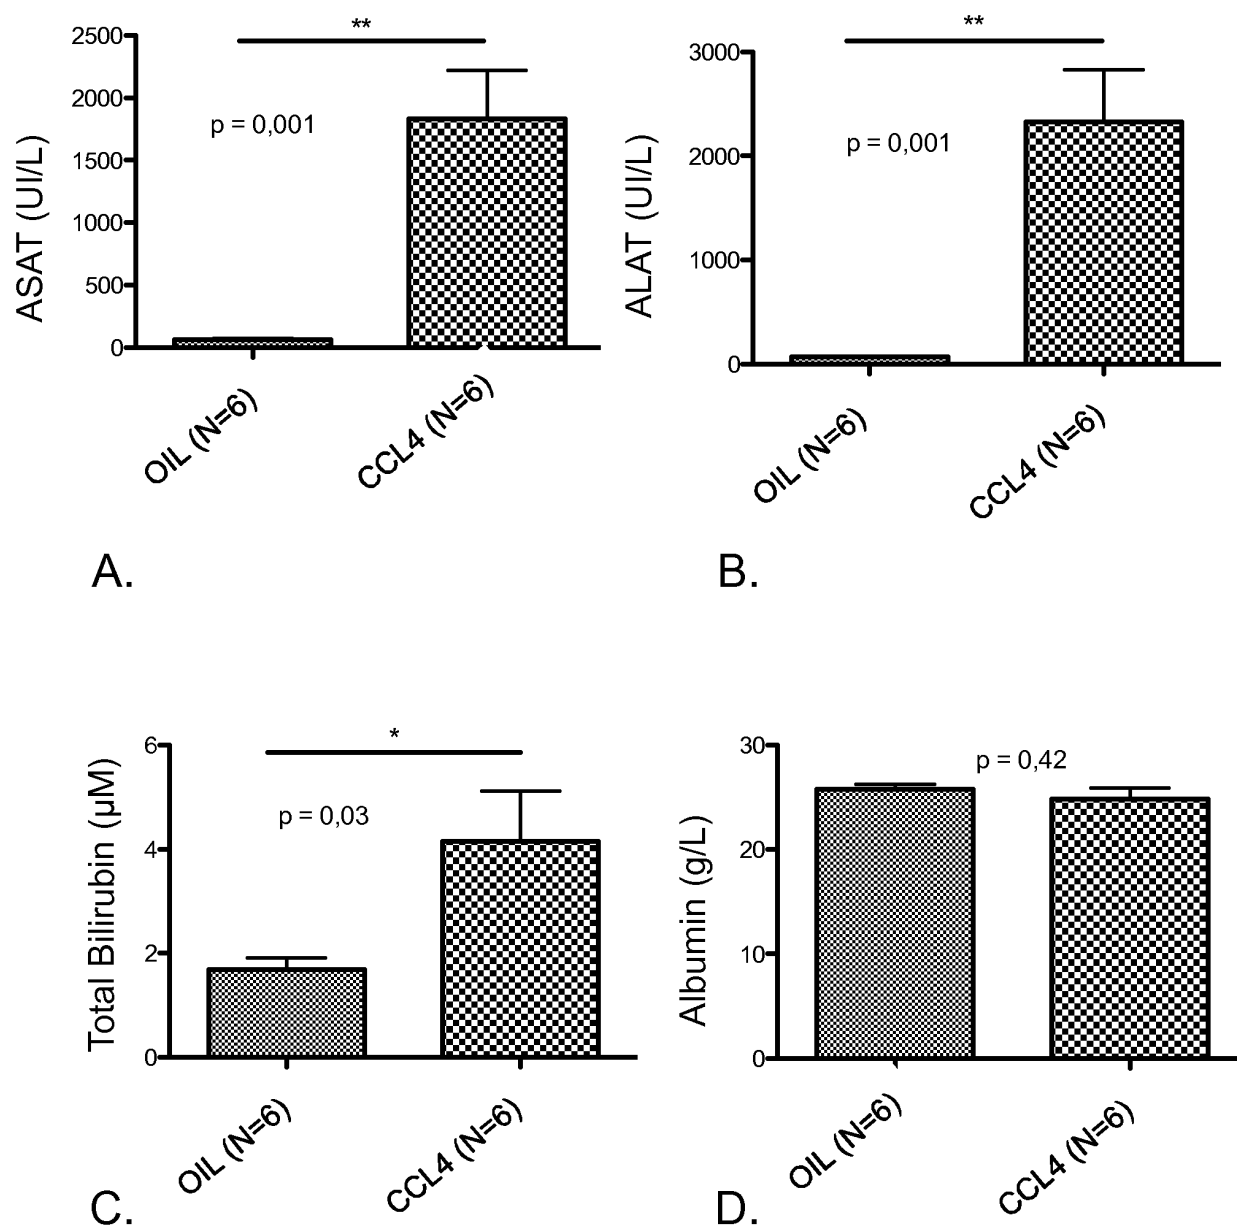 **
2500
2000
1500
1000
500
0
ASAT (UI/L)
p = 0,001
OIL (N=6)
CCL4 (N=6)
A.
**
3000
2000
1000
0
ALAT (UI/L)
p = 0,001
OIL (N=6)
CCL4 (N=6)
B.
*
6
4
2
0
Total Bilirubin (µM)
p = 0,03
OIL (N=6)
CCL4 (N=6)
C.
30
20
10
0
Albumin (g/L)
p = 0,42
OIL (N=6)
CCL4 (N=6)
D.